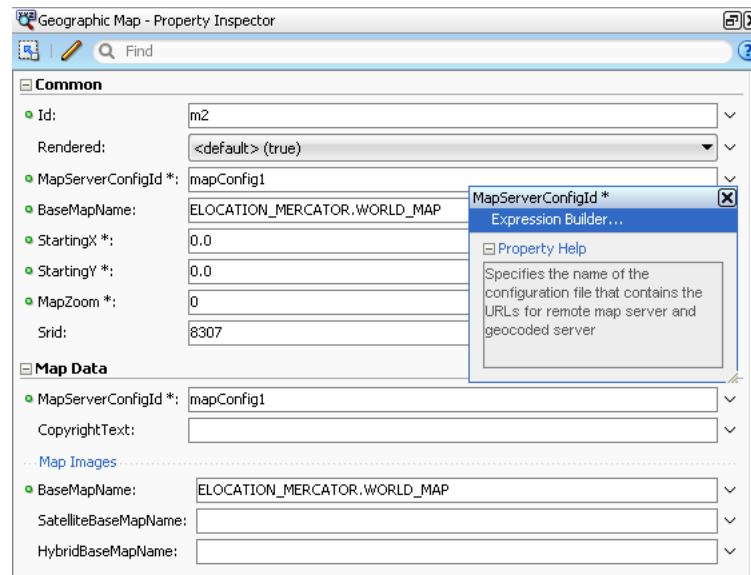 Geographic Map - Property Inspector
Find
Common
Id: m2
Rendered: <default> (true)
MapServerConfigId *: mapConfig1
BaseMapName: ELOCATION_MERCATOR.WORLD_MAP
StartingX *: 0.0
StartingY *: 0.0
MapZoom *: 0
Srid: 8307
MapServerConfigId *
Expression Builder...
Property Help
Specifies the name of the
configuration file that contains the
URLs for remote map server and
geocoded server
Map Data
MapServerConfigId *: mapConfig1
CopyrightText:
Map Images
BaseMapName: ELOCATION_MERCATOR.WORLD_MAP
SatelliteBaseMapName:
HybridBaseMapName: